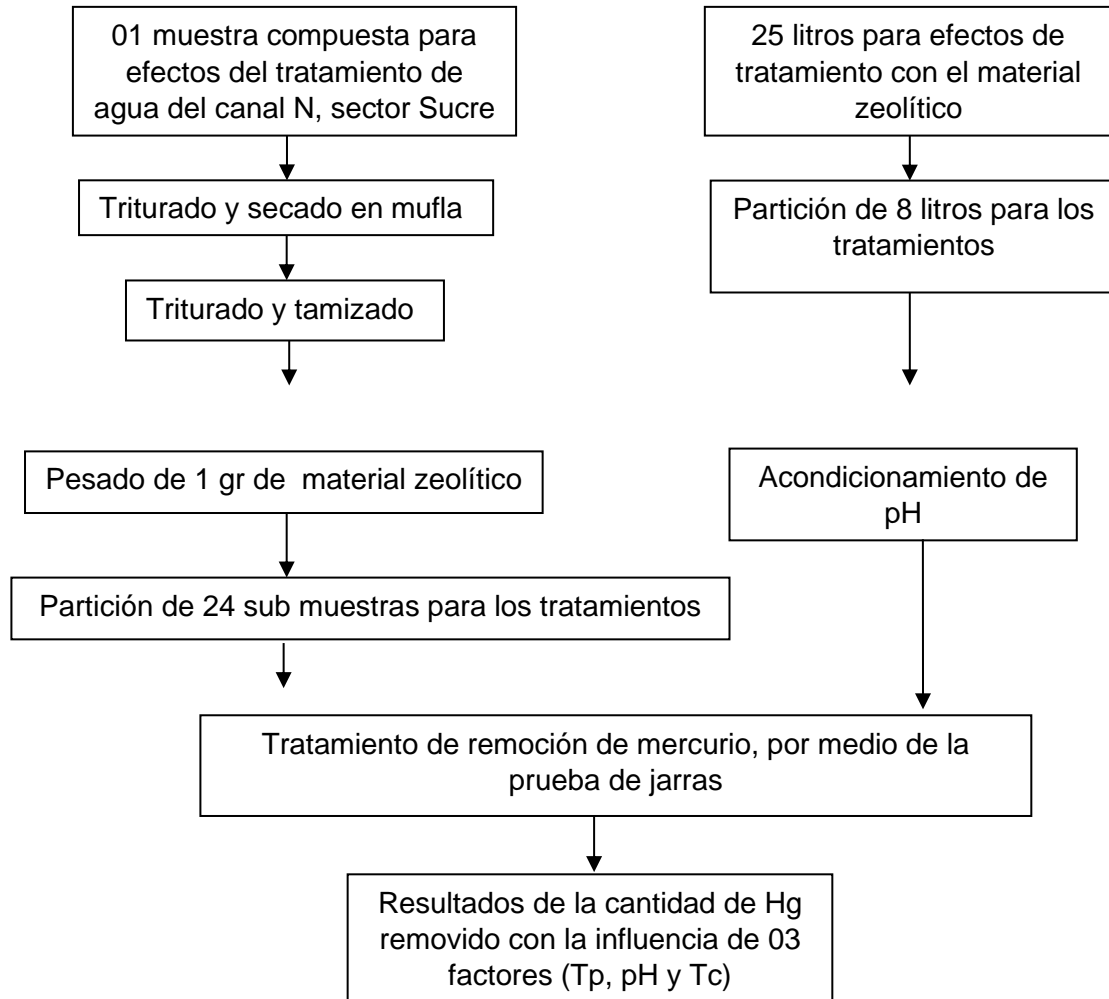 01 muestra compuesta para
efectos del tratamiento de
agua del canal N, sector Sucre
25 litros para efectos de
tratamiento con el material
zeolítico
Triturado y secado en mufla
Partición de 8 litros para los
tratamientos
Triturado y tamizado
Pesado de 1 gr de  material zeolítico
Acondicionamiento de
pH
Partición de 24 sub muestras para los tratamientos
Tratamiento de remoción de mercurio, por medio de la
prueba de jarras
Resultados de la cantidad de Hg
removido con la influencia de 03
factores (Tp, pH y Tc)